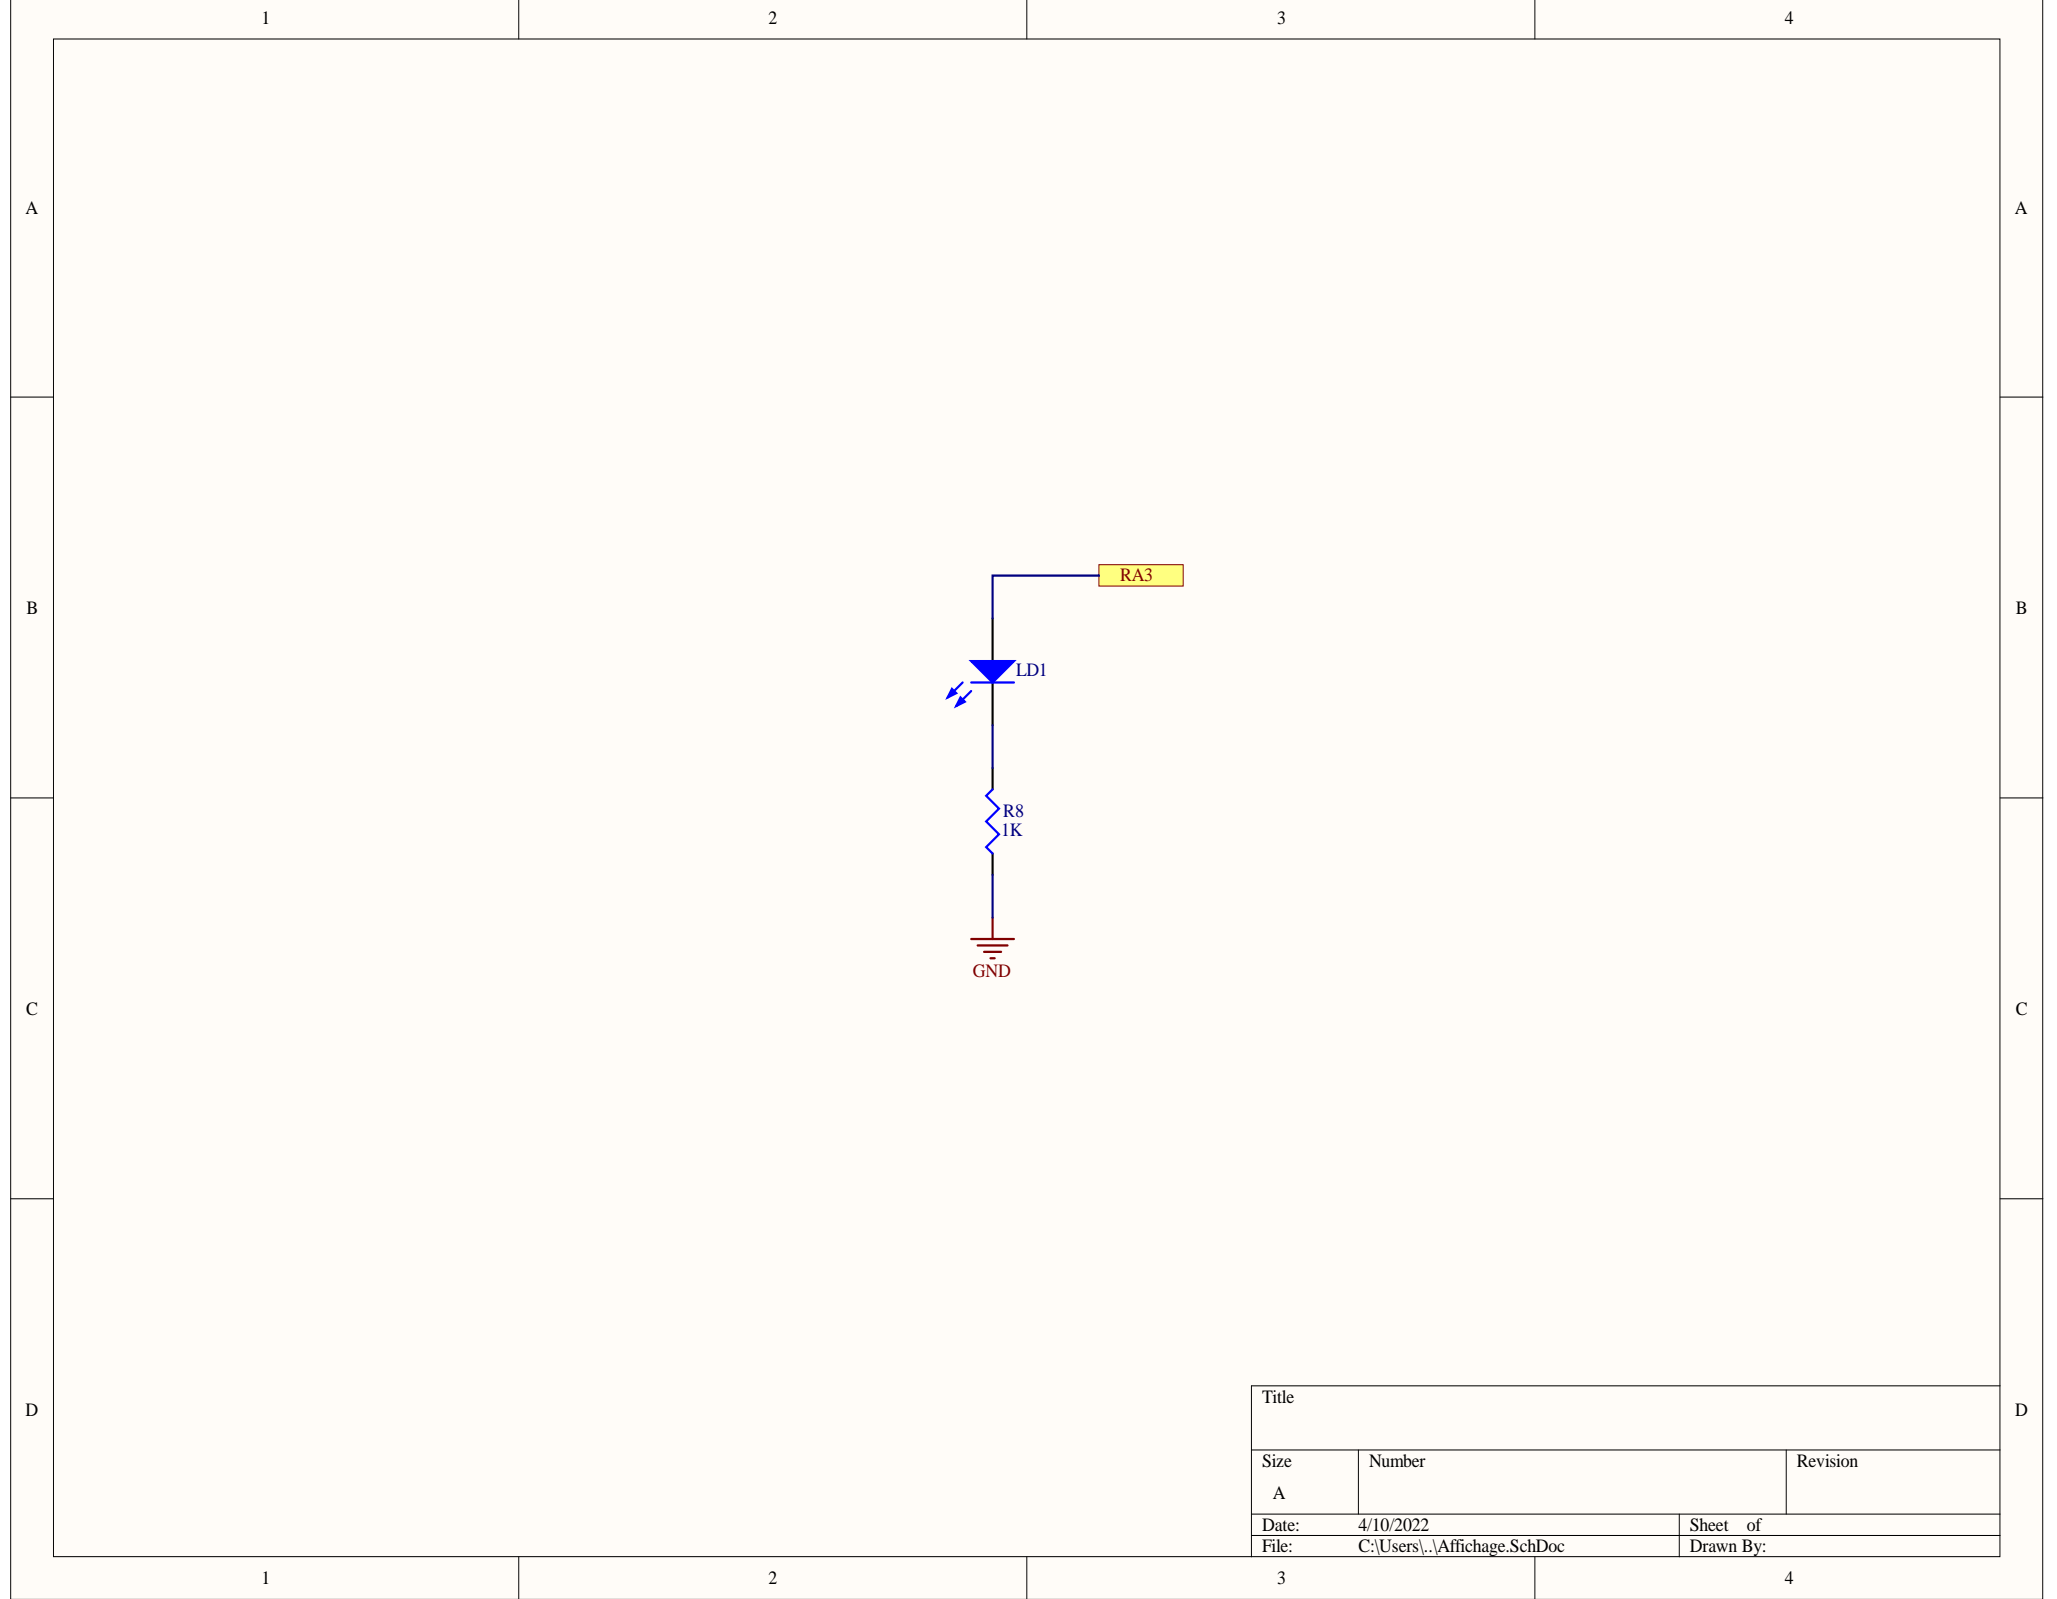 1 2 3 4
A A
RA3
B B
LD1
R8
1K
GND
C C
Title
D D
Size Number Revision
A
Date: 4/10/2022 Sheet of
File: C:\Users\..\Affichage.SchDoc Drawn By:
1 2 3 4